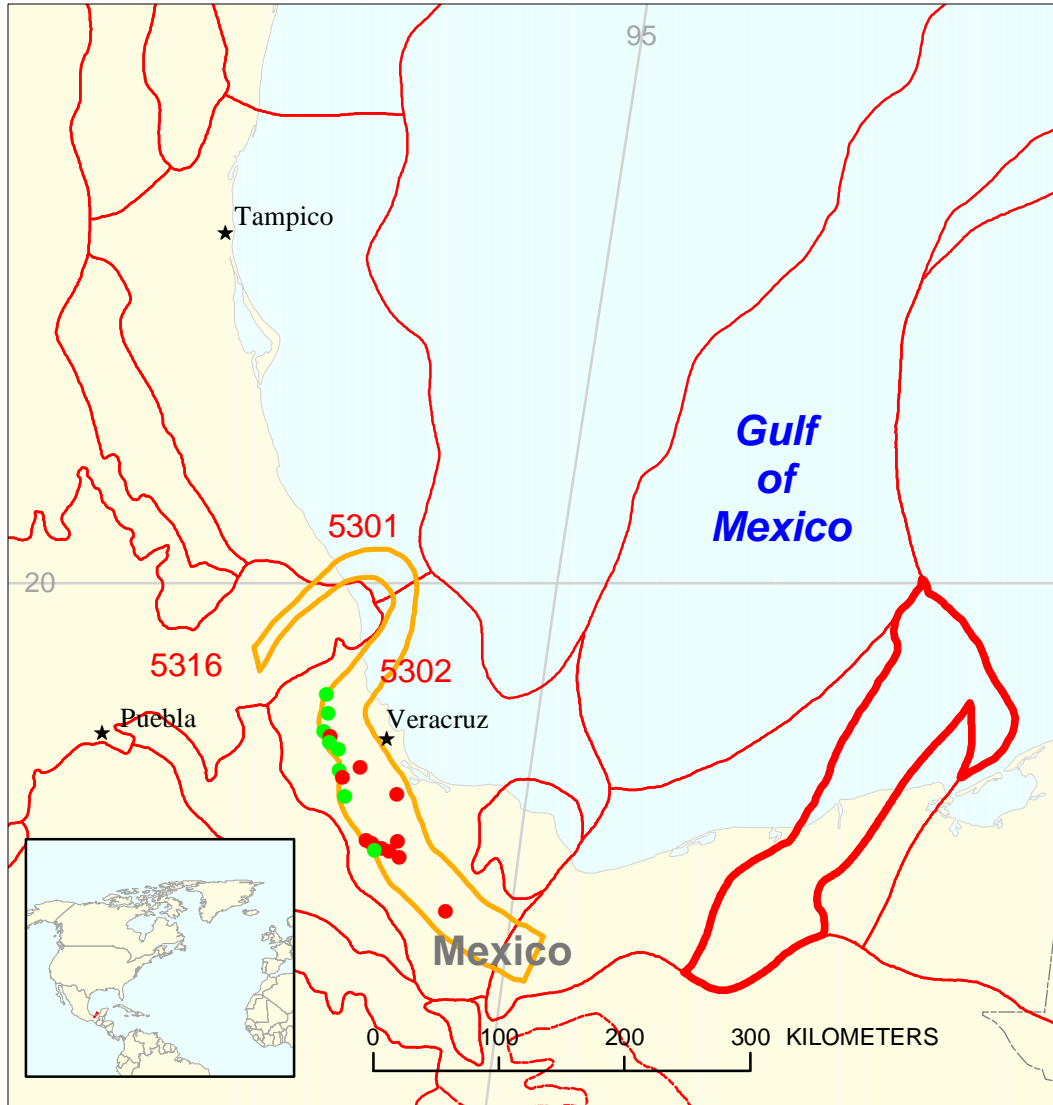 95
Tampico
Gulf
of
Mexico
5301
20
5316
5302
Puebla
Veracruz
Mexico
0 100 200 300 KILOMETERS